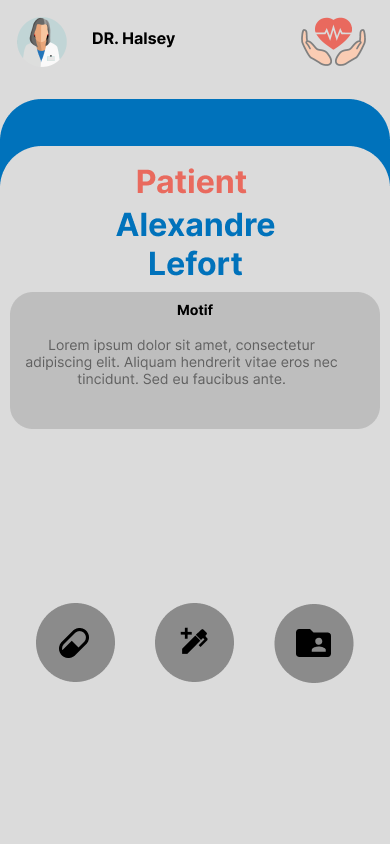 DR. Halsey
Patient
Alexandre
Lefort
Motif
Lorem ipsum dolor sit amet, consectetur
adipiscing elit. Aliquam hendrerit vitae eros nec
tincidunt. Sed eu faucibus ante.